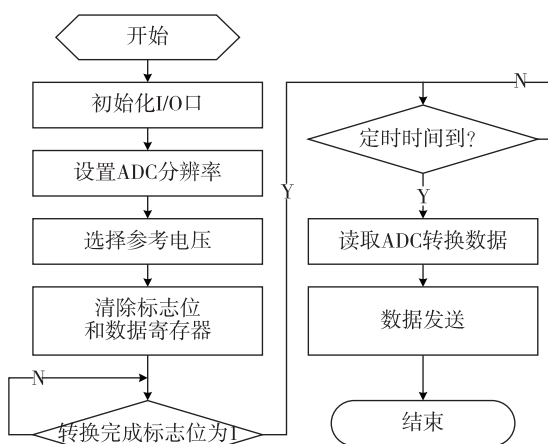 开始
初始化I/O口
设置ADC分辨率
选择参考电压
清除标志位
和数据寄存器
N
转换完成标志位为1
Y
N
定时时间到?
Y
读取ADC转换数据
数据发送
结束